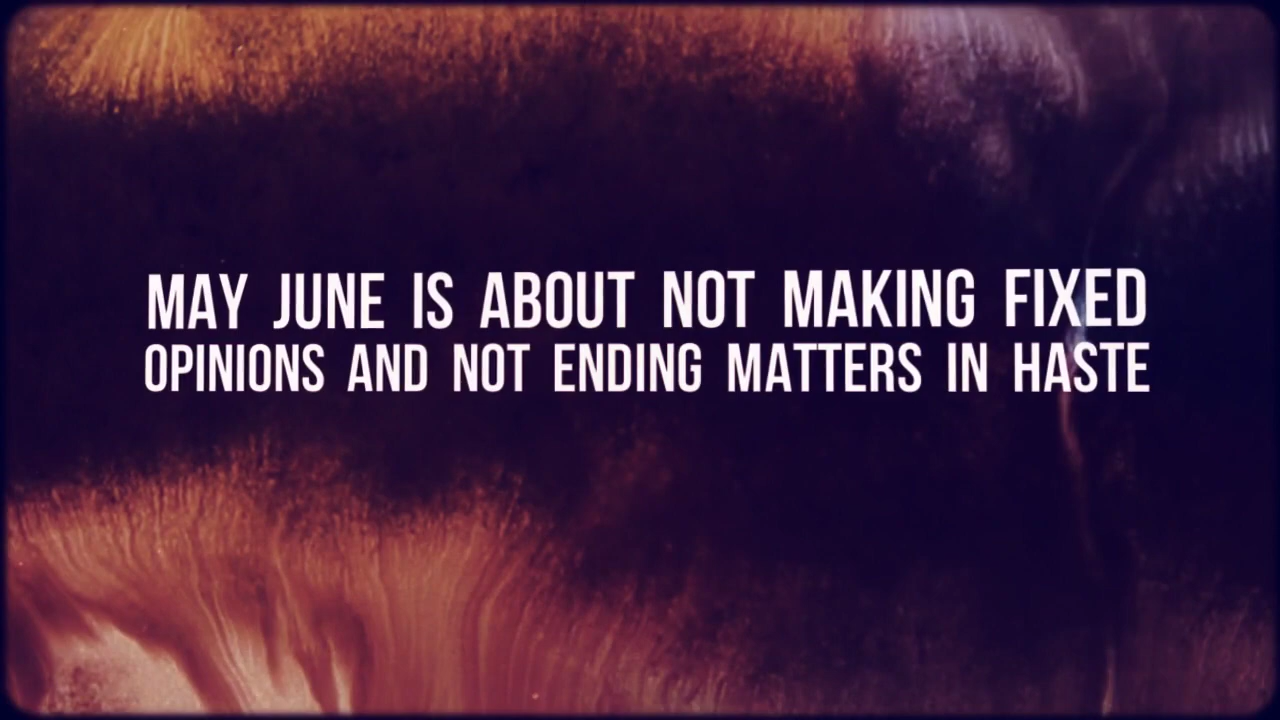 MAY JUNE IS ABOUT NOT MAKING FIXED
OPINIONS AND NOT ENDING MATTERS IN HASTE